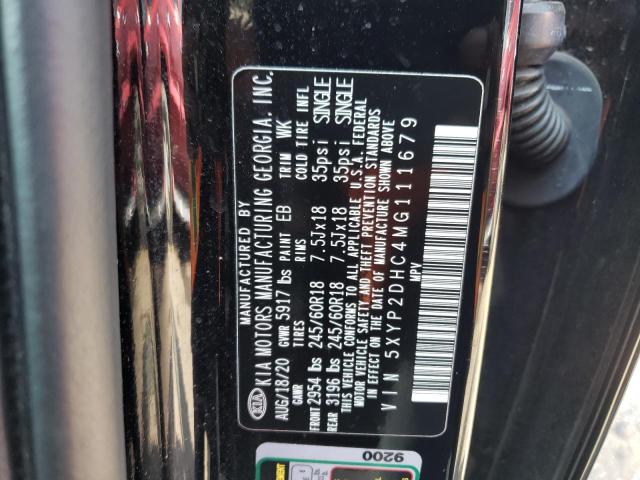 MANUFACTURED BY
KIA KIA MOTORS MANUFACTURING GEORGIA, INC.
AUG/18/20 GVWR 5917 lbs PAINT EB TRIM WK
GAWR TIRES RIMS COLD TIRE INFL
FRONT 2954 lbs 245/60R18 7.5Jx18 35psi SINGLE
REAR 3196 lbs 245/60R18 7.5Jx18 35psi SINGLE
THIS VEHICLE CONFORMS TO ALL APPLICABLE U.S.A. FEDERAL
MOTOR VEHICLE SAFETY AND THEFT PREVENTION STANDARDS
IN EFFECT ON THE DATE OF MANUFACTURE SHOWN ABOVE
VIN 5XYP2DHC4MG111679
MPV
9200